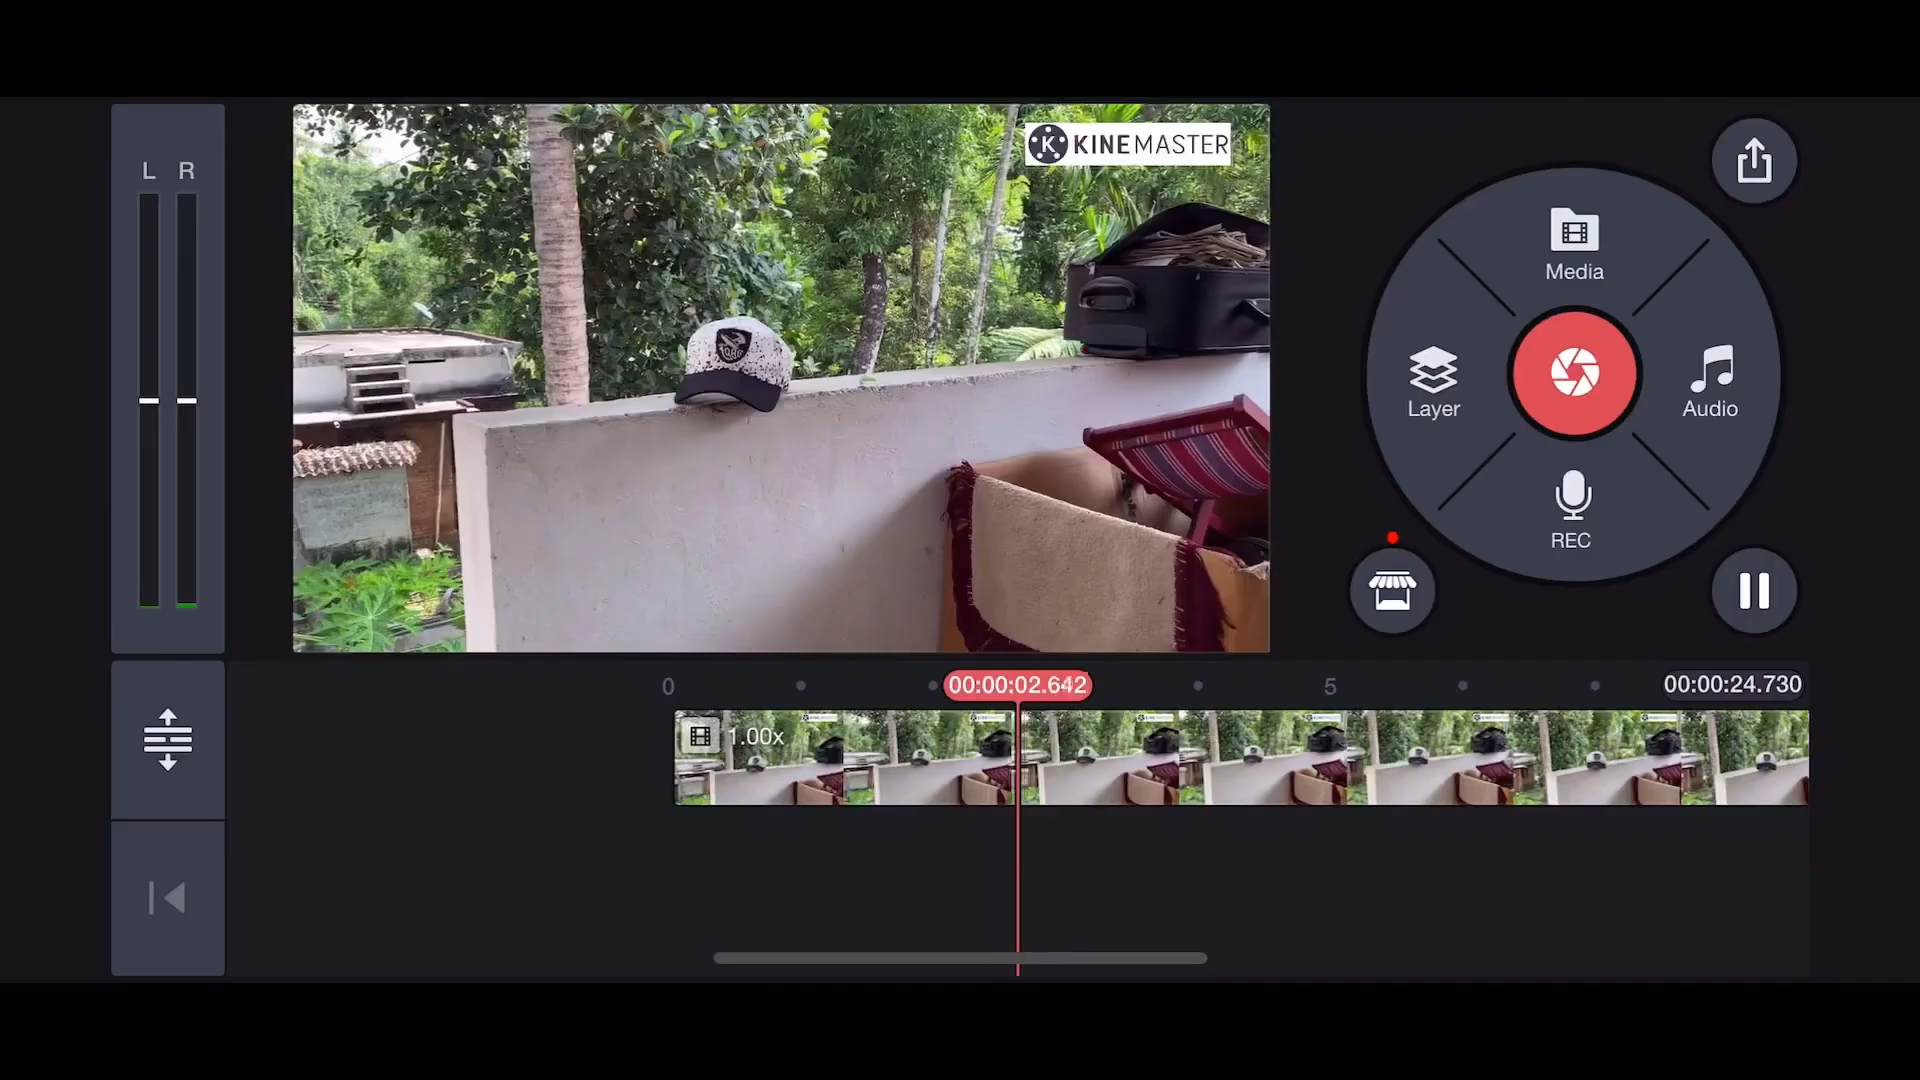 L R
KINEMASTER
Media
Layer
Audio
REC
0
00:00:02.642
5
00:00:24.730
1.00x